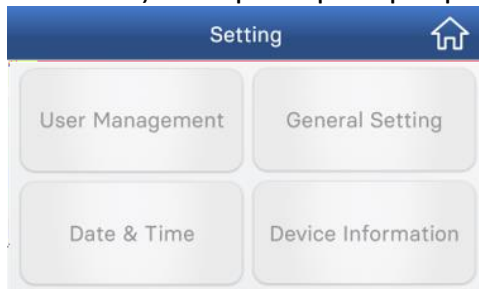 Setting
User Management
General Setting
Date & Time
Device Information